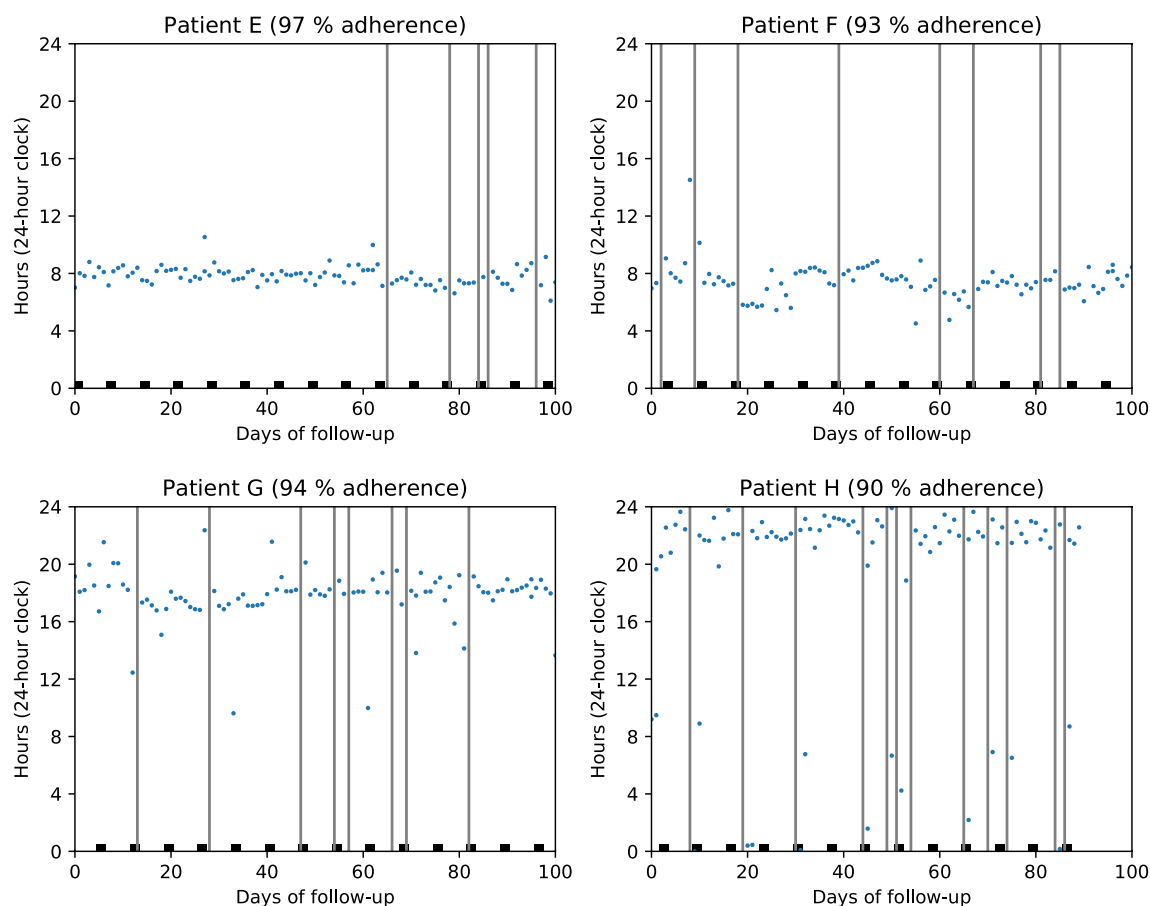 Patient E (97 % adherence)
Hours (24-hour clock)
24
20
16
12
8
4
0
0 20 40 60 80 100
Days of follow-up
Patient F (93 % adherence)
Hours (24-hour clock)
24
20
16
12
8
4
0
0 20 40 60 80 100
Days of follow-up
Patient G (94 % adherence)
Hours (24-hour clock)
24
20
16
12
8
4
0
0 20 40 60 80 100
Days of follow-up
Patient H (90 % adherence)
Hours (24-hour clock)
24
20
16
12
8
4
0
0 20 40 60 80 100
Days of follow-up